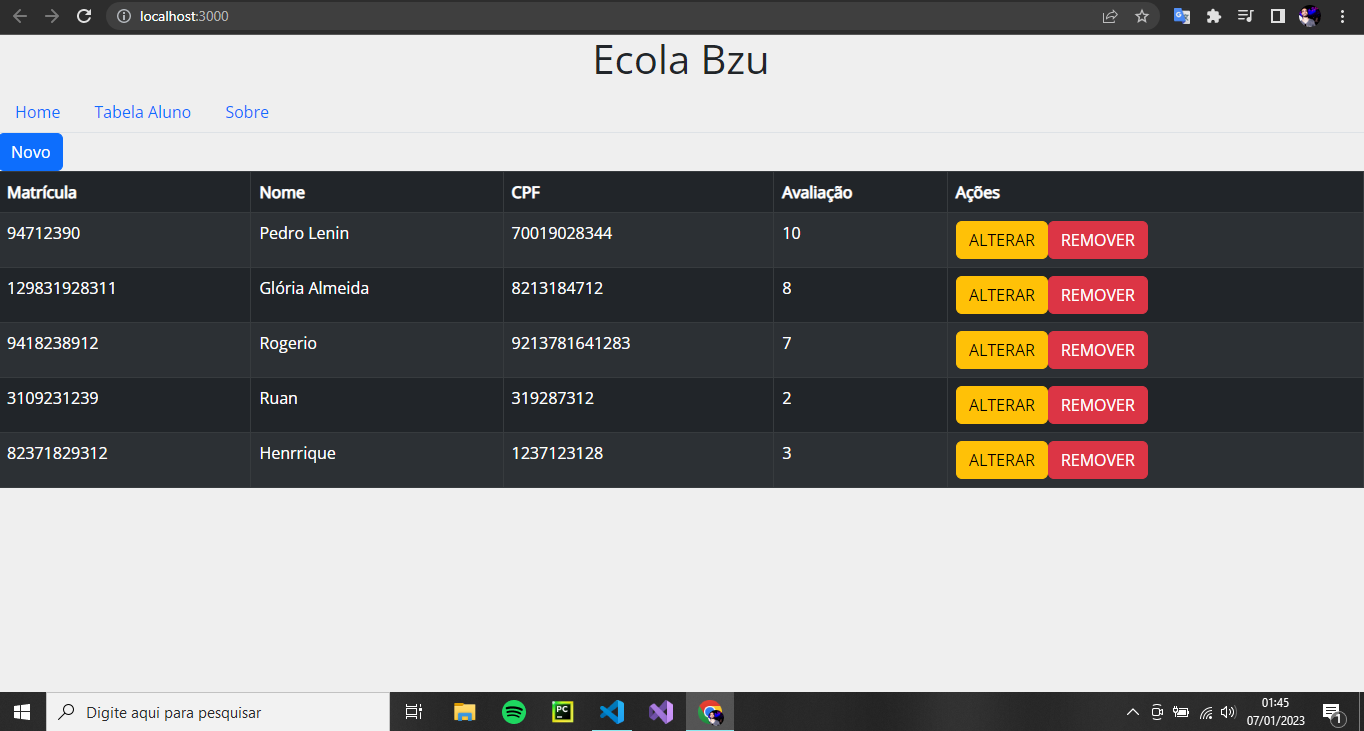 localhost:3000
Ecola Bzu
Home Tabela Aluno Sobre
Novo
Matrícula Nome CPF Avaliação Ações
94712390 Pedro Lenin 70019028344 10 ALTERAR REMOVER
129831928311 Glória Almeida 8213184712 8 ALTERAR REMOVER
9418238912 Rogerio 9213781641283 7 ALTERAR REMOVER
3109231239 Ruan 319287312 2 ALTERAR REMOVER
82371829312 Henrrique 1237123128 3 ALTERAR REMOVER
Digite aqui para pesquisar
PC
01:45
07/01/2023
1